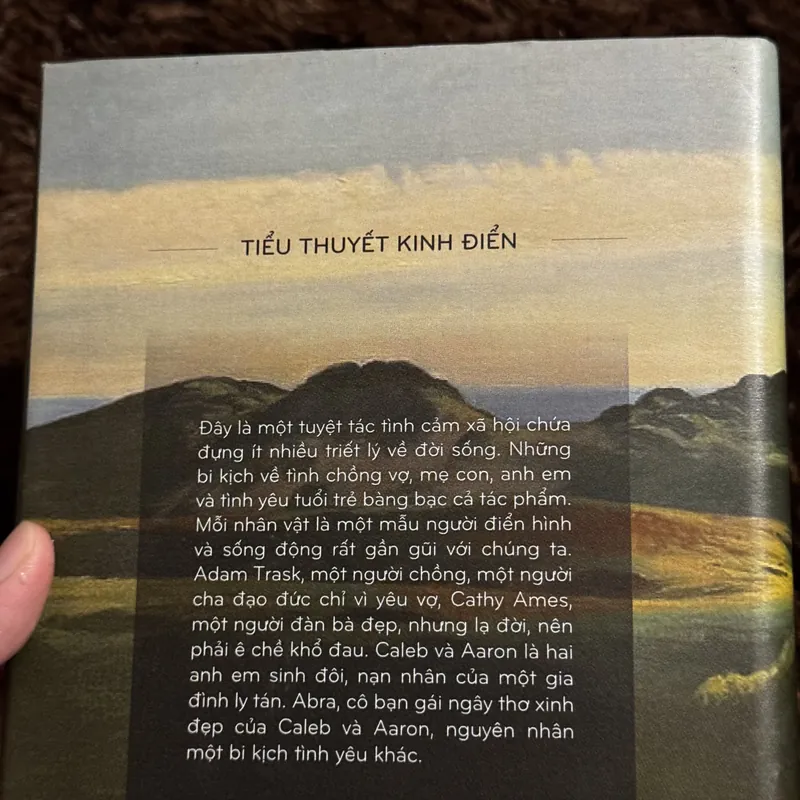 TIỂU THUYẾT KINH ĐIỂN
Đây là một tuyệt tác tình cảm xã hội chứa
đựng ít nhiều triết lý về đời sống. Những
bi kịch về tình chồng vợ, mẹ con, anh em
và tình yêu tuổi trẻ bàng bạc cả tác phẩm.
Mỗi nhân vật là một mẫu người điển hình
và sống động rất gần gũi với chúng ta.
Adam Trask, một người chồng, một người
cha đạo đức chỉ vì yêu vợ, Cathy Ames,
một người đàn bà đẹp, nhưng lạ đời, nên
phải ê chề khổ đau. Caleb và Aaron là hai
anh em sinh đôi, nạn nhân của một gia
đình ly tán. Abra, cô bạn gái ngây thơ xinh
đẹp của Caleb và Aaron, nguyên nhân
một bi kịch tình yêu khác.